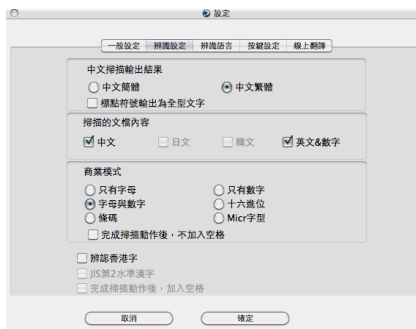 設定
一般設定 辨識設定 辨識語言 按鍵設定 線上翻譯
中文掃描輸出結果
中文簡體 中文繁體
標點符號輸出為全型文字
掃描的文檔內容
中文 日文 韓文 英文&數字
商業模式
只有字母 只有數字
字母與數字 十六進位
條碼 Micr字型
完成掃描動作後，不加入空格
辨認香港字
JIS第2水準漢字
完成掃描動作後，加入空格
取消 確定